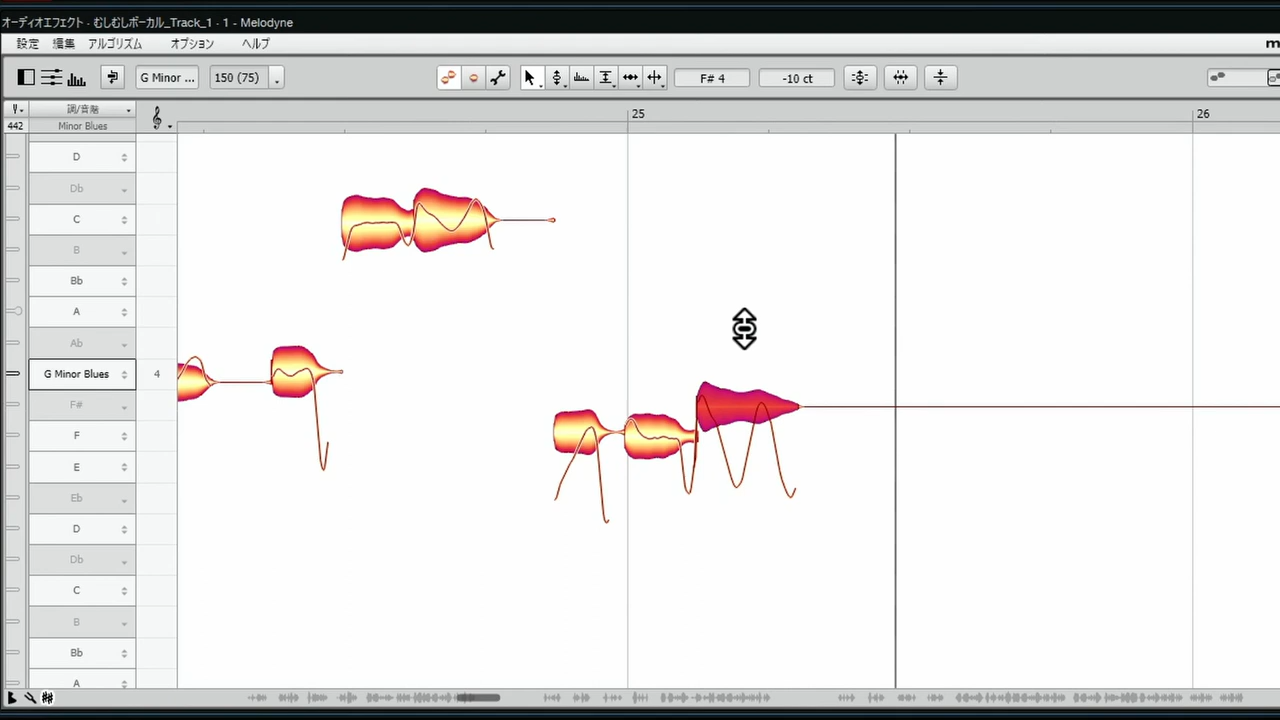 オーディオエフェクト - むしむしボーカル_Track_1 - 1 - Melodyne
設定 編集 アルゴリズム オプション ヘルプ
G Minor ... 150 (75) F# 4 -10 ct
調/音階 25 26
442 Minor Blues
D
Db
C
B
Bb
A
Ab
G Minor Blues 4
F#
F
E
Eb
D
Db
C
B
Bb
A